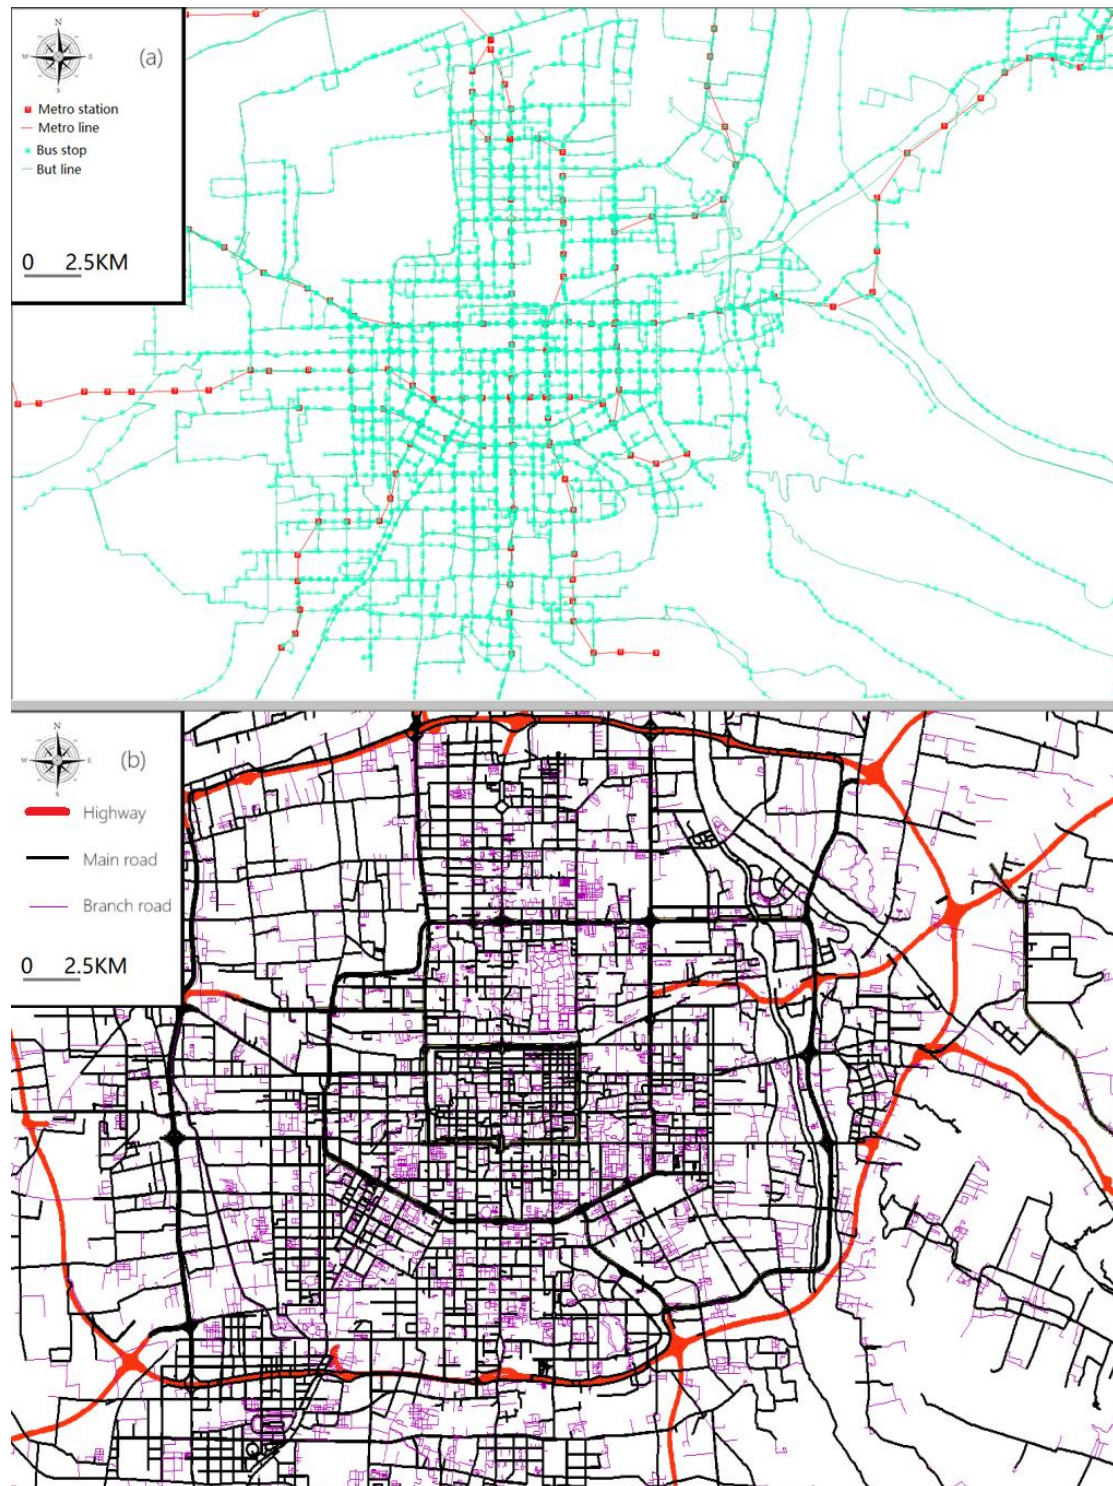 N
W
E
S
(a)
Metro station
Metro line
Bus stop
But line
0 2.5KM
N
W
E
S
(b)
Highway
Main road
Branch road
0 2.5KM